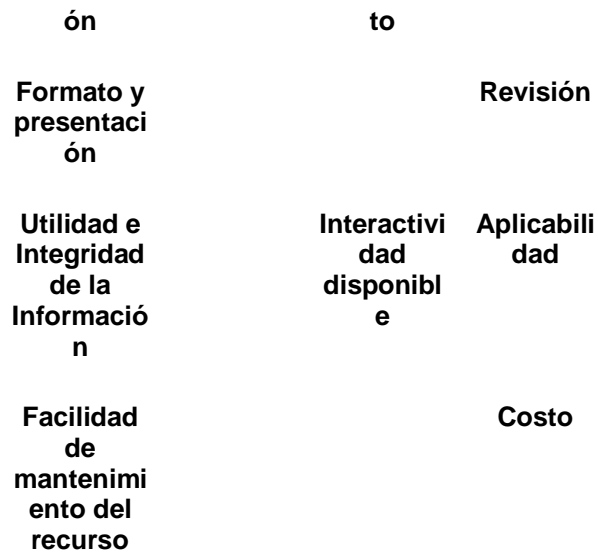 ón to
Formato y Revisión
presentaci
ón
Utilidad e Interactivi Aplicabili
Integridad dad dad
de la disponibl
Informació e
n
Facilidad Costo
de
mantenimi
ento del
recurso